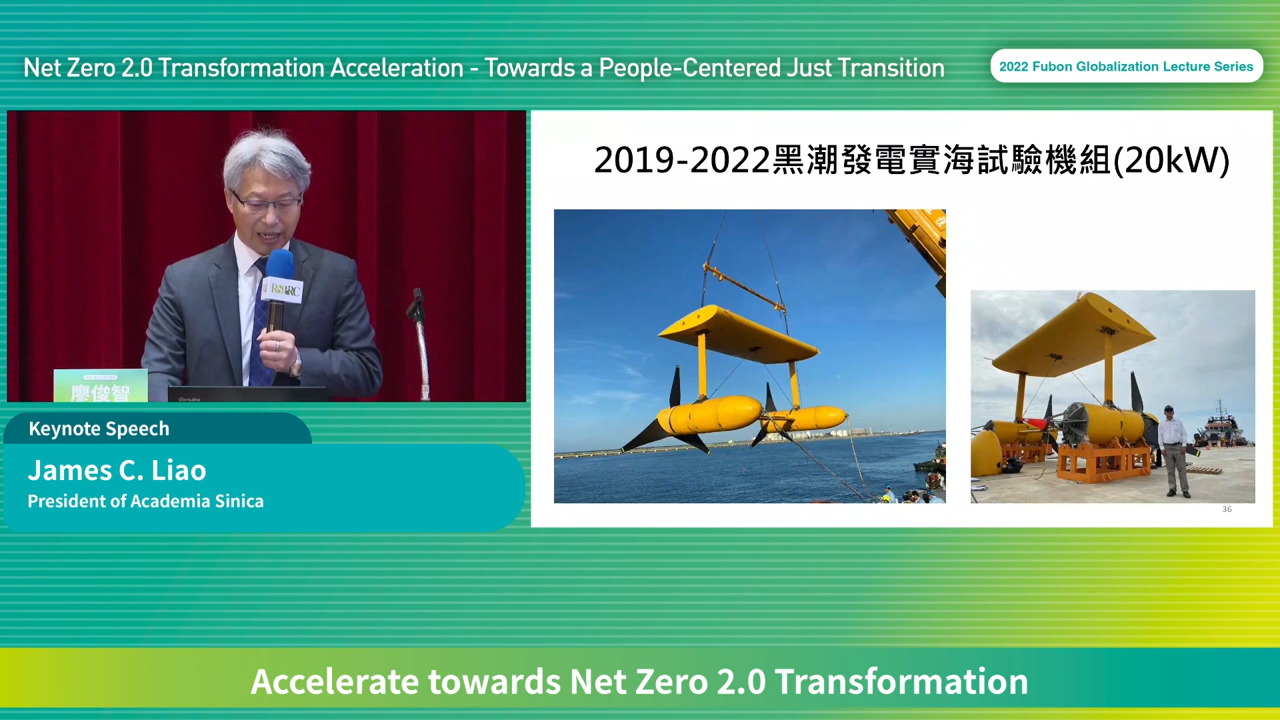 Net Zero 2.0 Transformation Acceleration - Towards a People-Centered Just Transition
2022 Fubon Globalization Lecture Series
2019-2022黑潮發電實海試驗機組(20kW)
廖俊智
Keynote Speech
James C. Liao
President of Academia Sinica
36
Accelerate towards Net Zero 2.0 Transformation